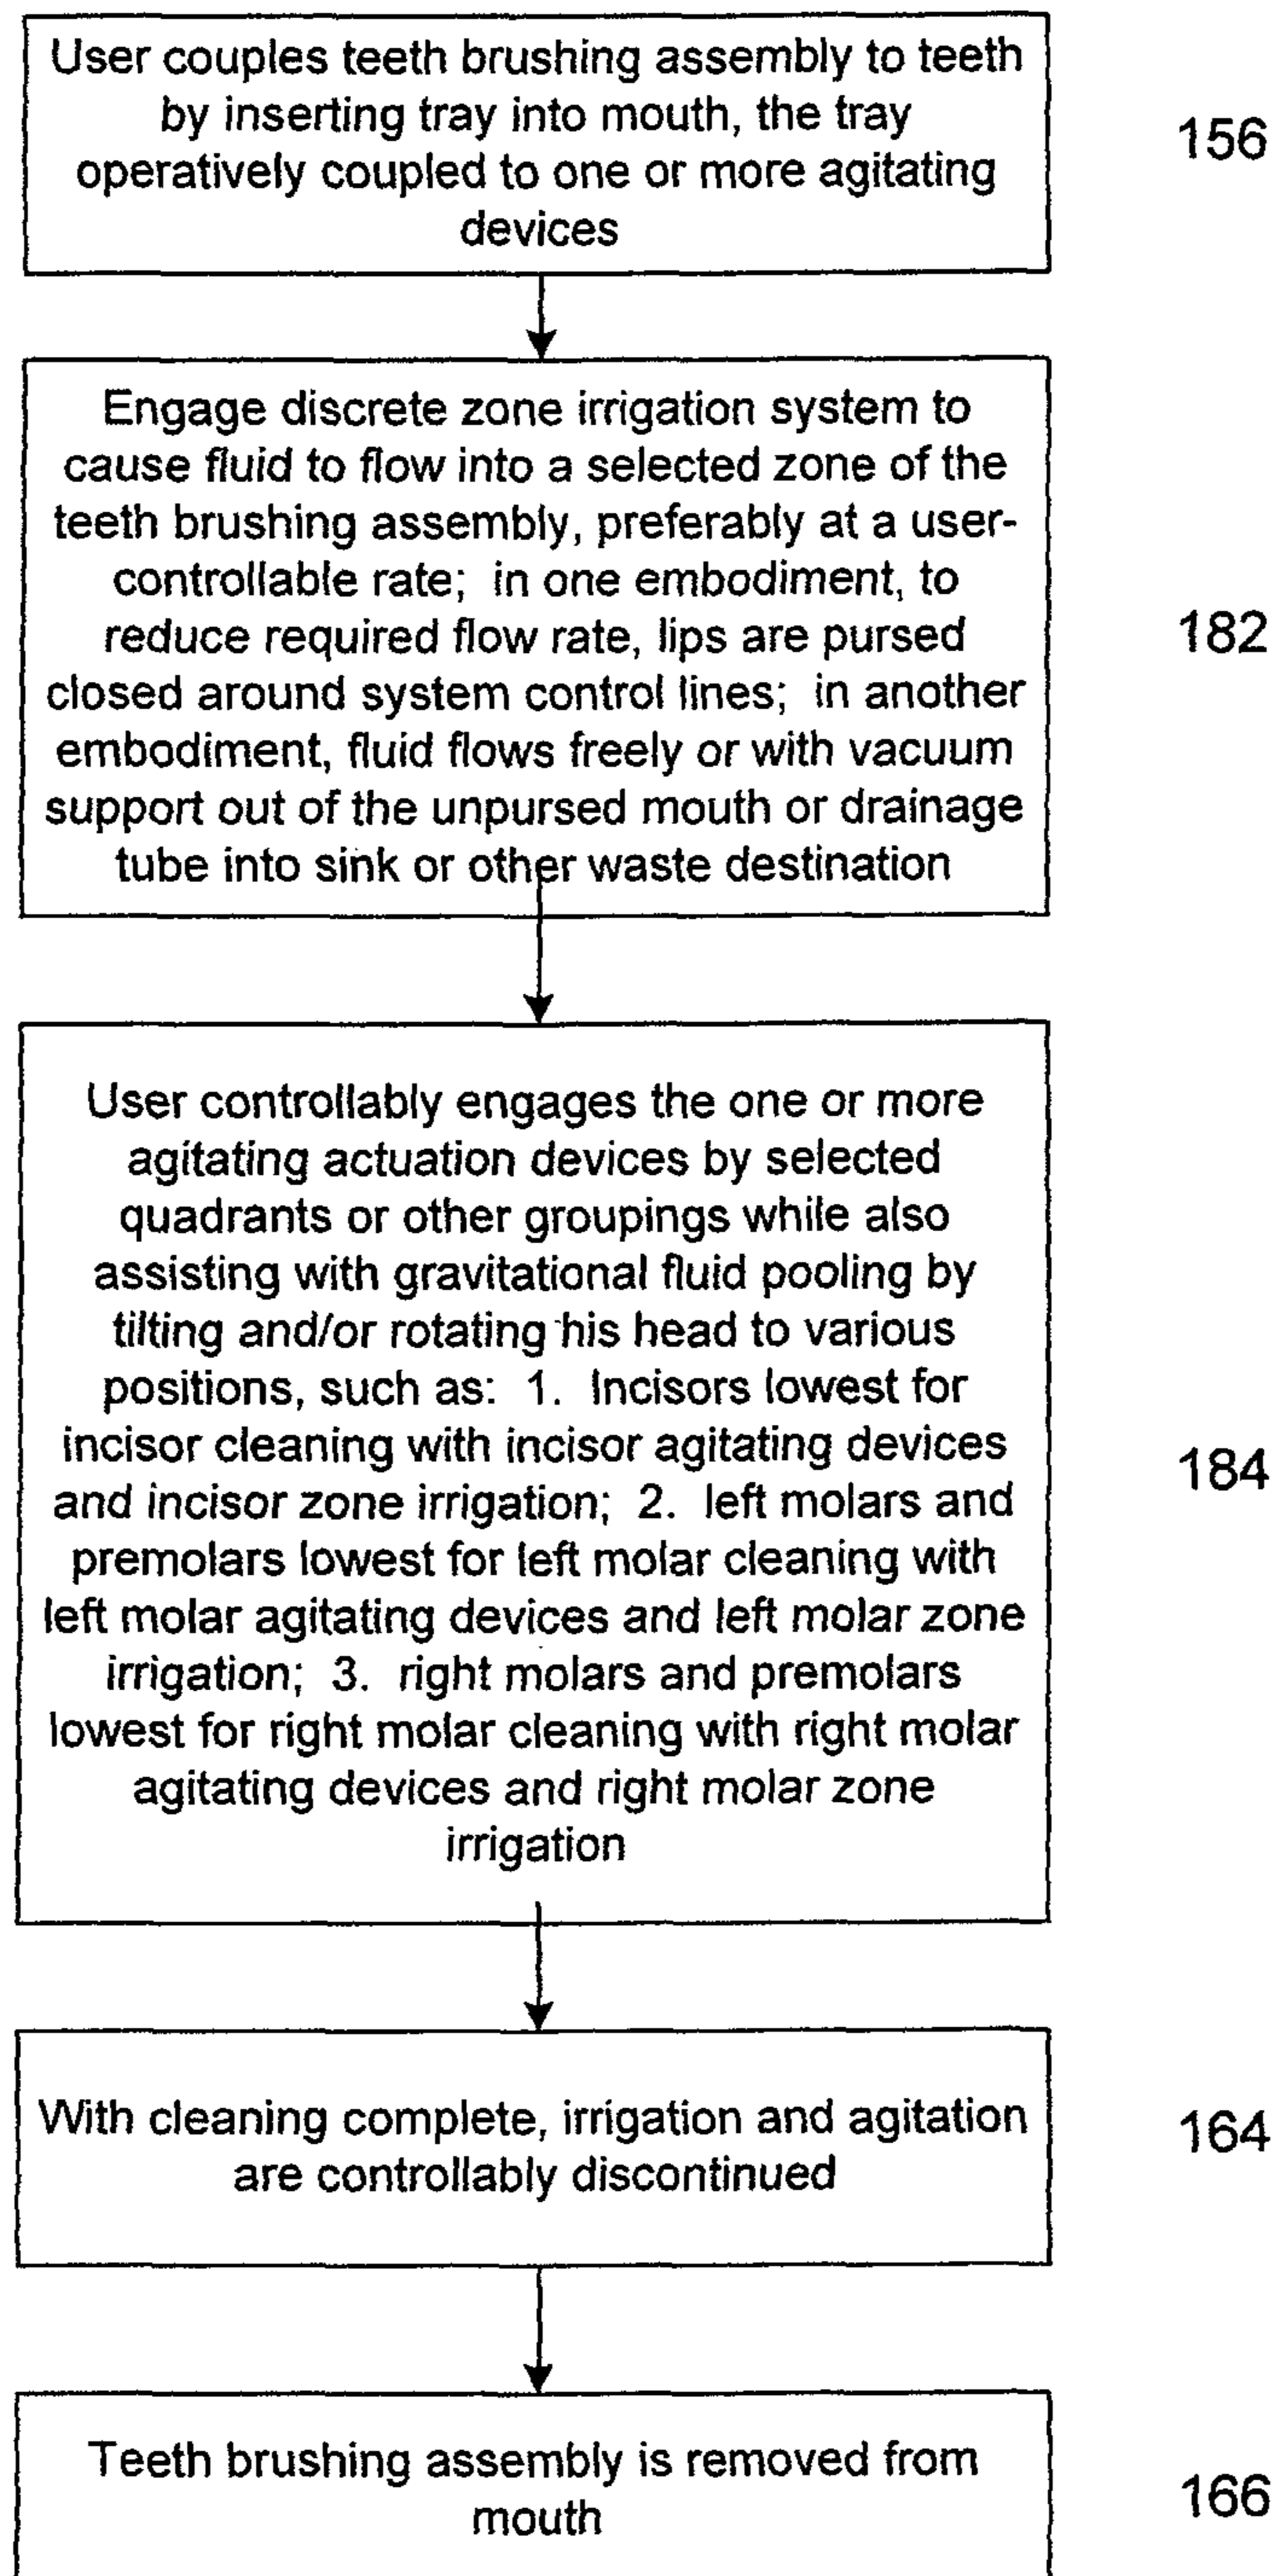 User couples teeth brushing assembly to teeth
by inserting tray into mouth, the tray
operatively coupled to one or more agitating
devices
156
Engage discrete zone irrigation system to
cause fluid to flow into a selected zone of the
teeth brushing assembly, preferably at a user-
controllable rate; in one embodiment, to
reduce required flow rate, lips are pursed
closed around system control lines; in another
embodiment, fluid flows freely or with vacuum
support out of the unpursed mouth or drainage
tube into sink or other waste destination
182
User controllably engages the one or more
agitating actuation devices by selected
quadrants or other groupings while also
assisting with gravitational fluid pooling by
tilting and/or rotating his head to various
positions, such as: 1. Incisors lowest for
incisor cleaning with incisor agitating devices
and incisor zone irrigation; 2. left molars and
premolars lowest for left molar cleaning with
left molar agitating devices and left molar zone
irrigation; 3. right molars and premolars
lowest for right molar cleaning with right molar
agitating devices and right molar zone
irrigation
184
With cleaning complete, irrigation and agitation
are controllably discontinued
164
Teeth brushing assembly is removed from
mouth
166